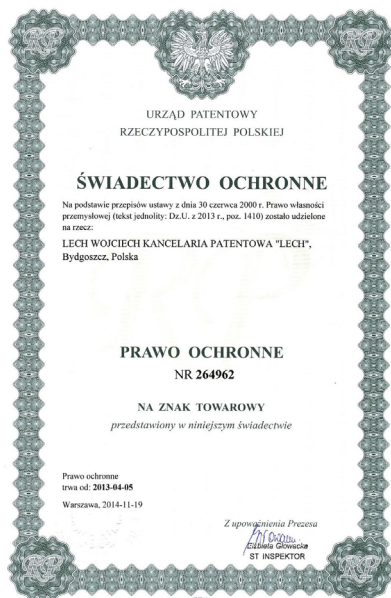 URZĄD PATENTOWY
RZECZYPOSPOLITEJ POLSKIEJ
ŚWIADECTWO OCHRONNE
Na podstawie przepisów ustawy z dnia 30 czerwca 2000 r. Prawo własności
przemysłowej (tekst jednolity: Dz.U. z 2013 r., poz. 1410) zostało udzielone
na rzecz:
LECH WOJCIECH KANCELARIA PATENTOWA "LECH",
Bydgoszcz, Polska
PRAWO OCHRONNE
NR 264962
NA ZNAK TOWAROWY
przedstawiony w niniejszym świadectwie
Prawo ochronne
trwa od: 2013-04-05
Warszawa, 2014-11-19
Z upoważnienia Prezesa
Elżbieta Głowacka
ST INSPEKTOR